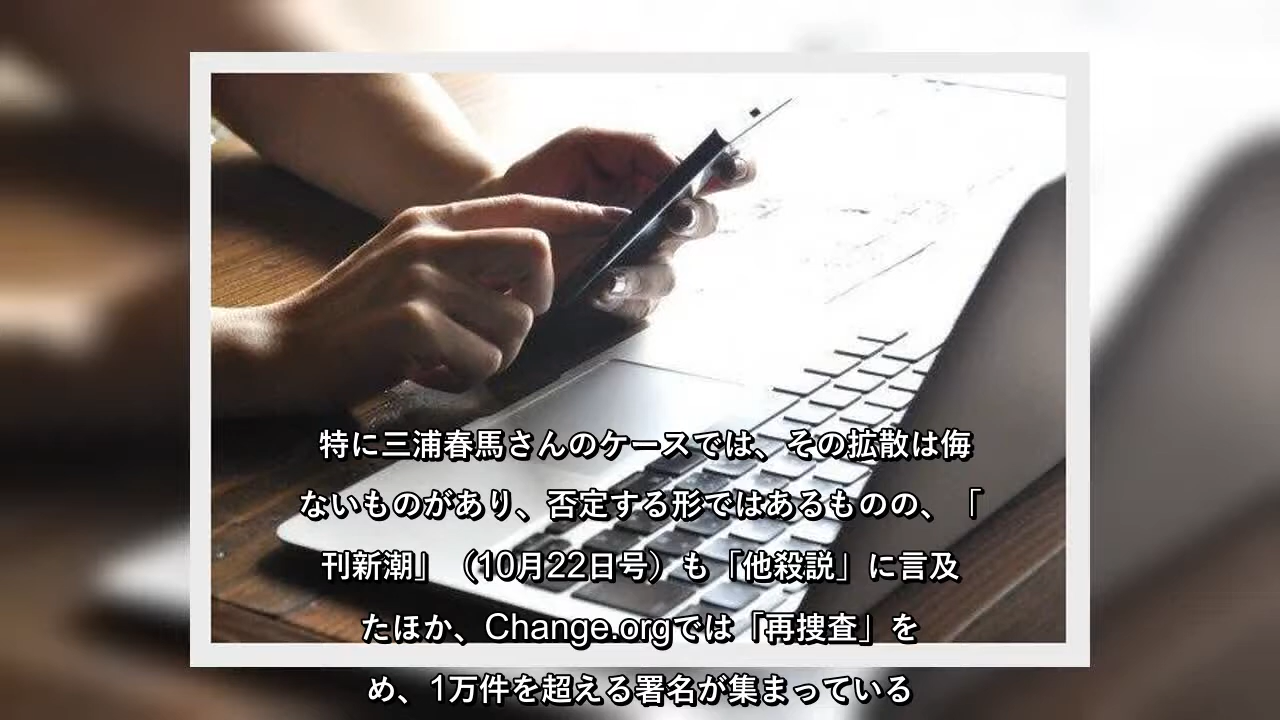 特に三浦春馬さんのケースでは、その拡散は侮
ないものがあり、否定する形ではあるものの、「
刊新潮」（10月22日号）も「他殺説」に言及
たほか、Change.orgでは「再捜査」を
め、1万件を超える署名が集まっている